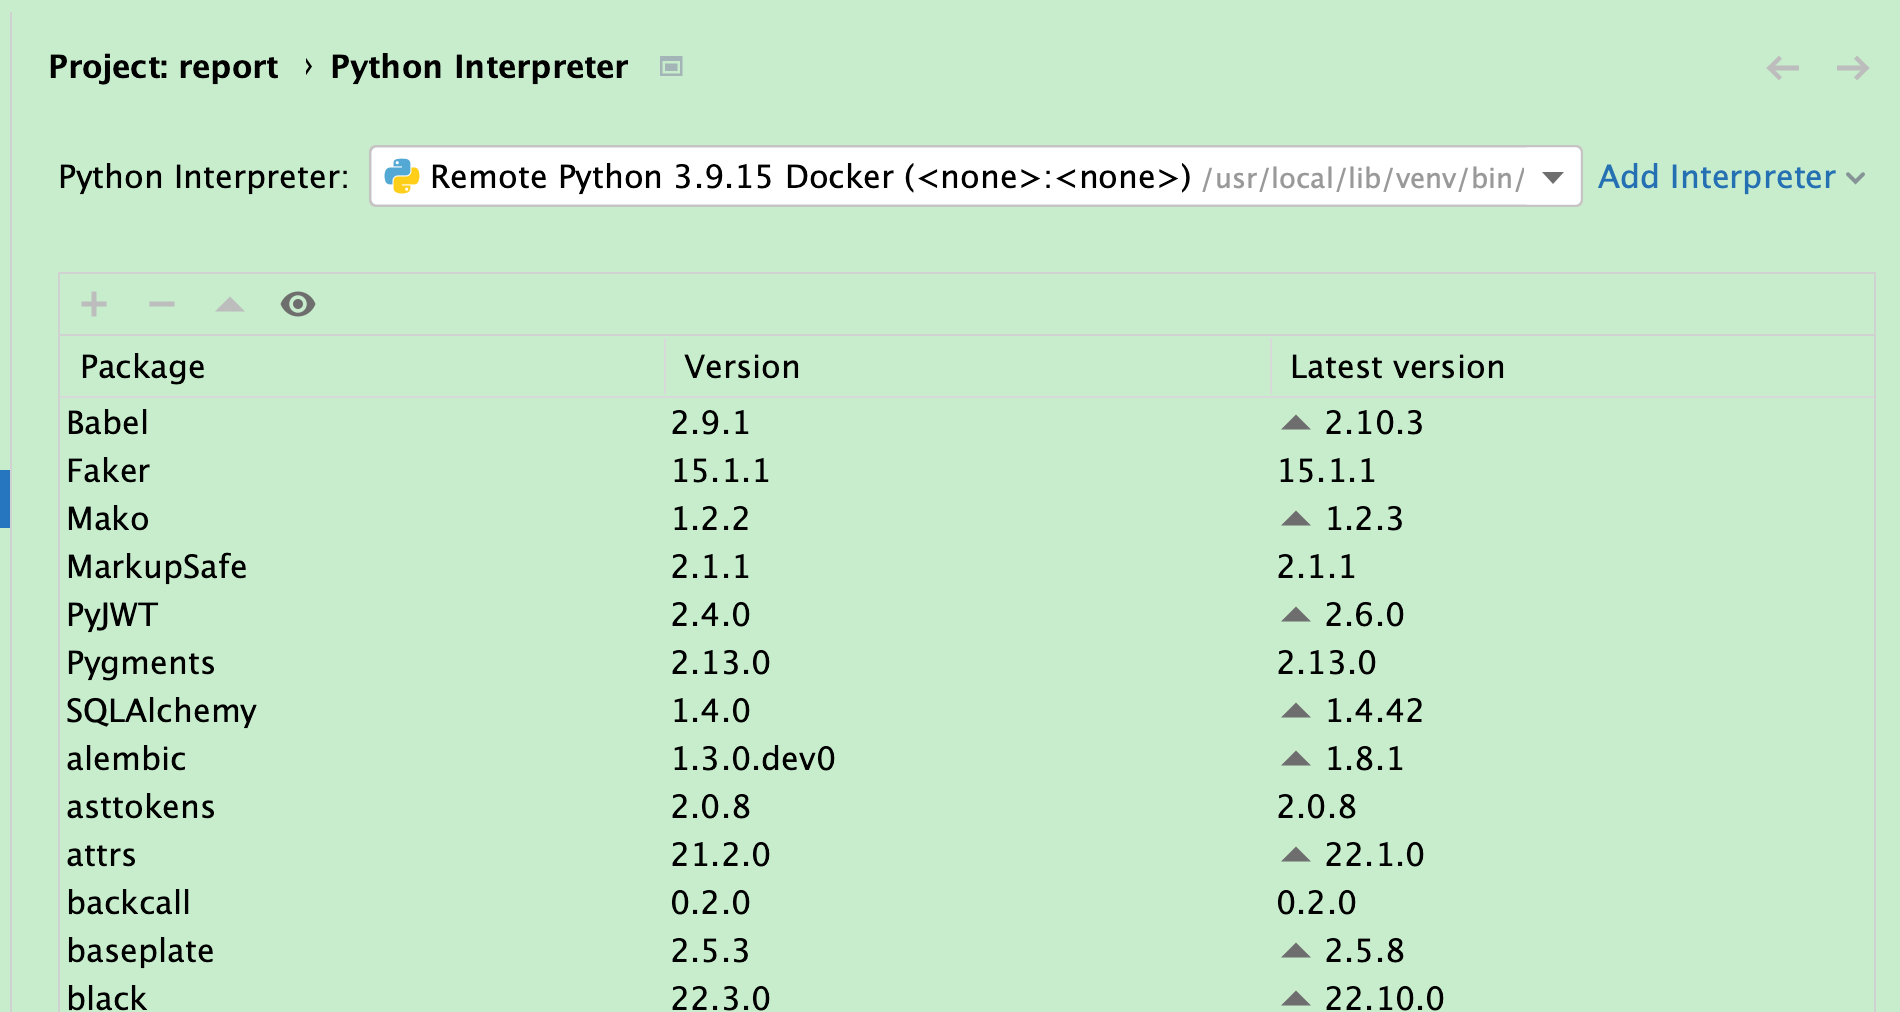 Project: report › Python Interpreter
Python Interpreter: Remote Python 3.9.15 Docker (<none>:<none>) /usr/local/lib/venv/bin/ Add Interpreter
Package Version Latest version
Babel 2.9.1 2.10.3
Faker 15.1.1 15.1.1
Mako 1.2.2 1.2.3
MarkupSafe 2.1.1 2.1.1
PyJWT 2.4.0 2.6.0
Pygments 2.13.0 2.13.0
SQLAlchemy 1.4.0 1.4.42
alembic 1.3.0.dev0 1.8.1
asttokens 2.0.8 2.0.8
attrs 21.2.0 22.1.0
backcall 0.2.0 0.2.0
baseplate 2.5.3 2.5.8
black 22.3.0 22.10.0